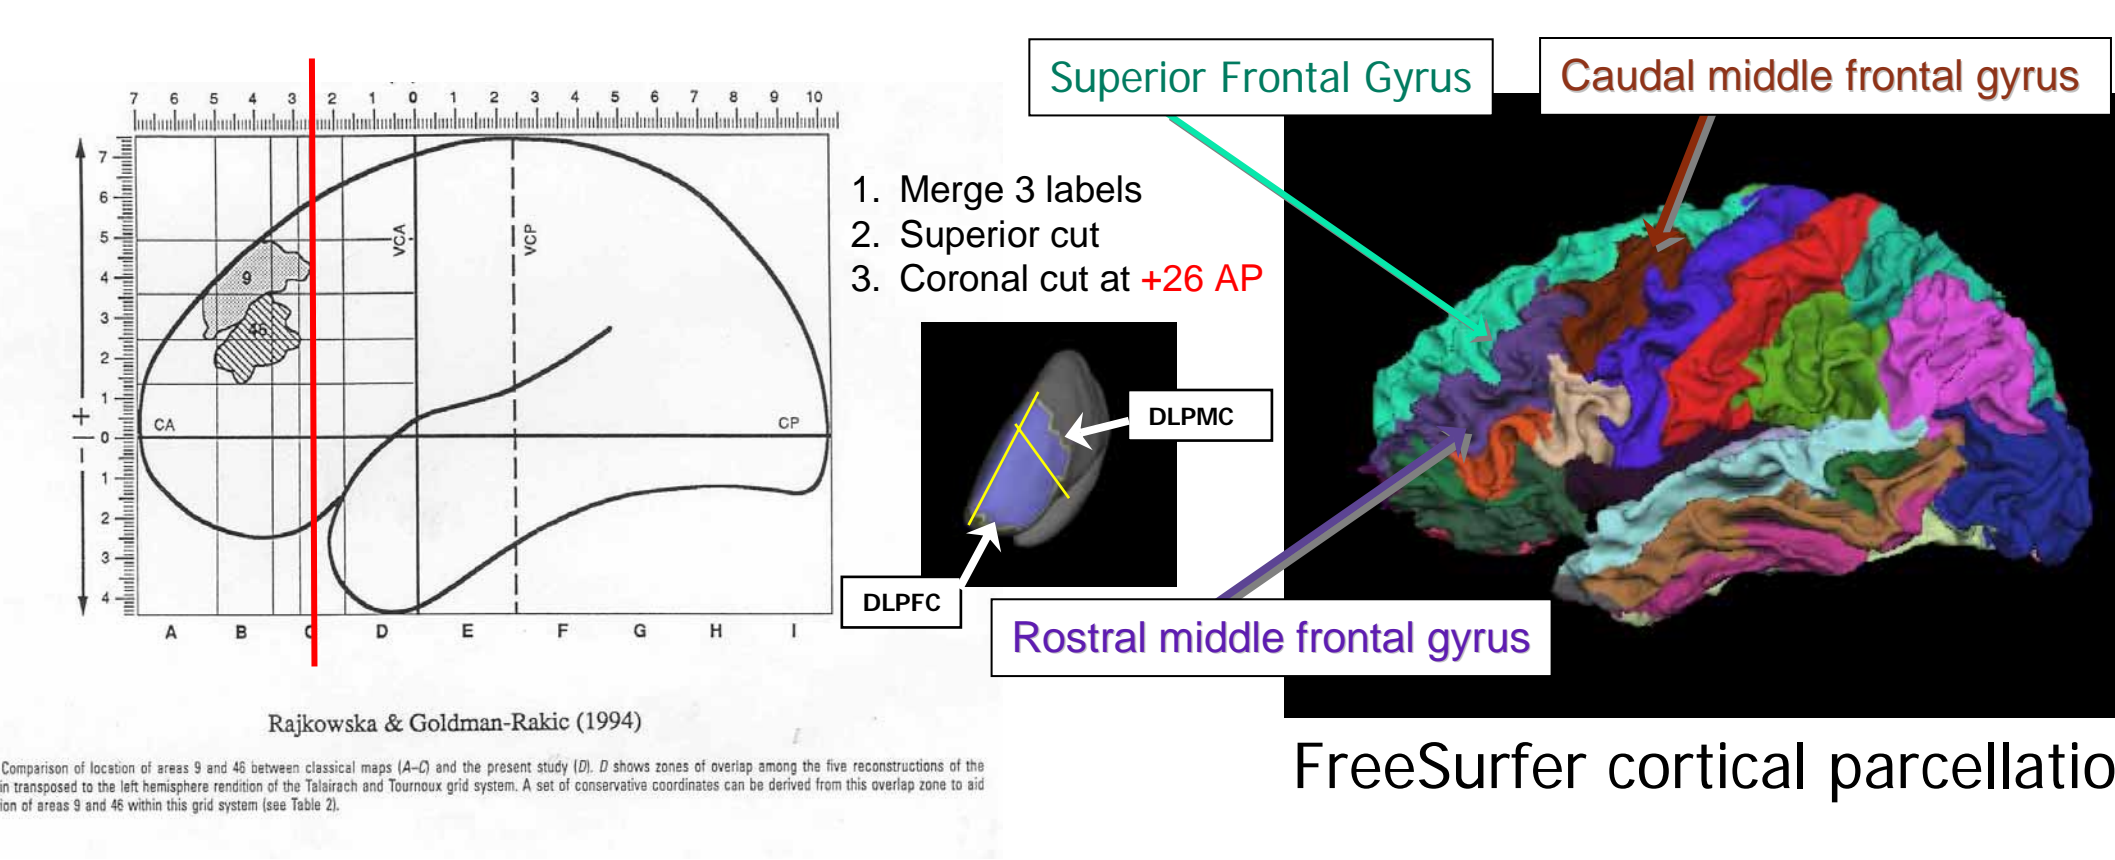 Superior Frontal Gyrus
Caudal middle frontal gyrus
7 6 5 4 3 2 1 0 1 2 3 4 5 6 7 8 9 10
7
6
5
4
3
2
1
+
0
1
2
3
4
VCA
VCP
9
46
CA
CP
A B C D E F G H I
1. Merge 3 labels
2. Superior cut
3. Coronal cut at +26 AP
DLPMC
DLPFC
Rostral middle frontal gyrus
Rajkowska & Goldman-Rakic (1994)
Comparison of location of areas 9 and 46 between classical maps (A–C) and the present study (D). D shows zones of overlap among the five reconstructions of the
in transposed to the left hemisphere rendition of the Talairach and Tournoux grid system. A set of conservative coordinates can be derived from this overlap zone to aid
ion of areas 9 and 46 within this grid system (see Table 2).
FreeSurfer cortical parcellatio